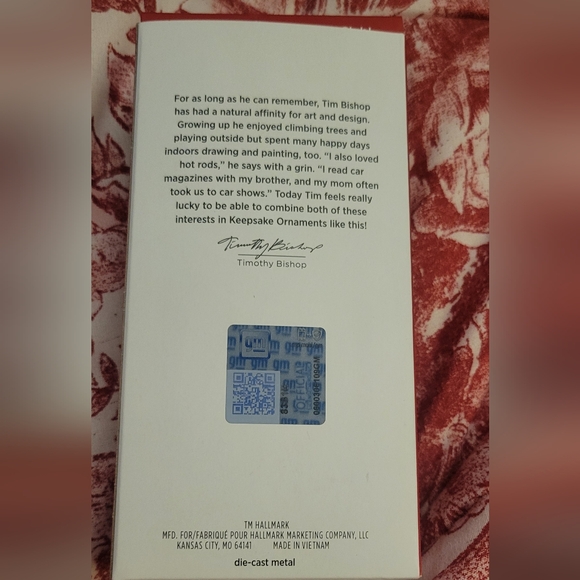 For as long as he can remember, Tim Bishop
has had a natural affinity for art and design.
Growing up he enjoyed climbing trees and
playing outside but spent many happy days
indoors drawing and painting, too. “I also loved
hot rods,” he says with a grin. “I read car
magazines with my brother, and my mom often
took us to car shows.” Today Tim feels really
lucky to be able to combine both of these
interests in Keepsake Ornaments like this!
Timothy Bishop
Timothy Bishop
gm
OFFICIAL
TM HALLMARK
MFD. FOR/FABRIQUÉ POUR HALLMARK MARKETING COMPANY, LLC
KANSAS CITY, MO 64141 MADE IN VIETNAM
die-cast metal